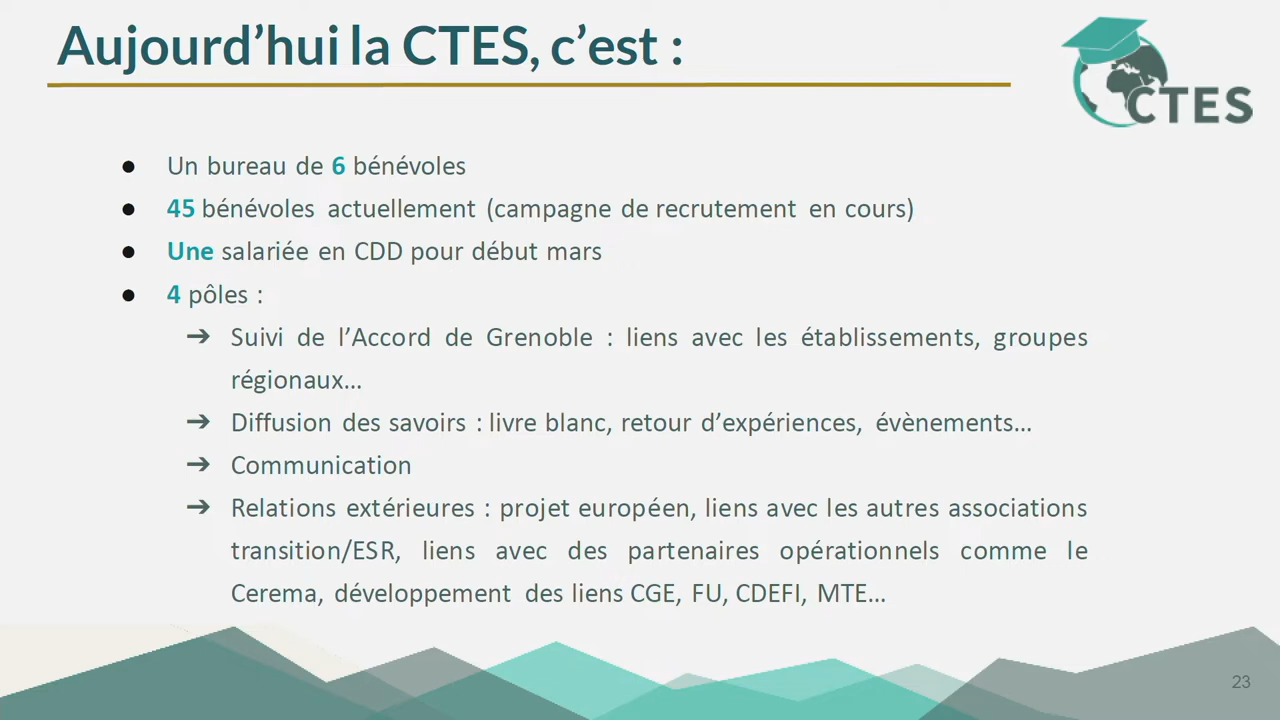 Aujourd’hui la CTES, c’est :
CTES
● Un bureau de 6 bénévoles
● 45 bénévoles actuellement (campagne de recrutement en cours)
● Une salariée en CDD pour début mars
● 4 pôles :
➔ Suivi de l’Accord de Grenoble : liens avec les établissements, groupes
régionaux...
➔ Diffusion des savoirs : livre blanc, retour d’expériences, évènements...
➔ Communication
➔ Relations extérieures : projet européen, liens avec les autres associations
transition/ESR, liens avec des partenaires opérationnels comme le
Cerema, développement des liens CGE, FU, CDEFI, MTE...
23